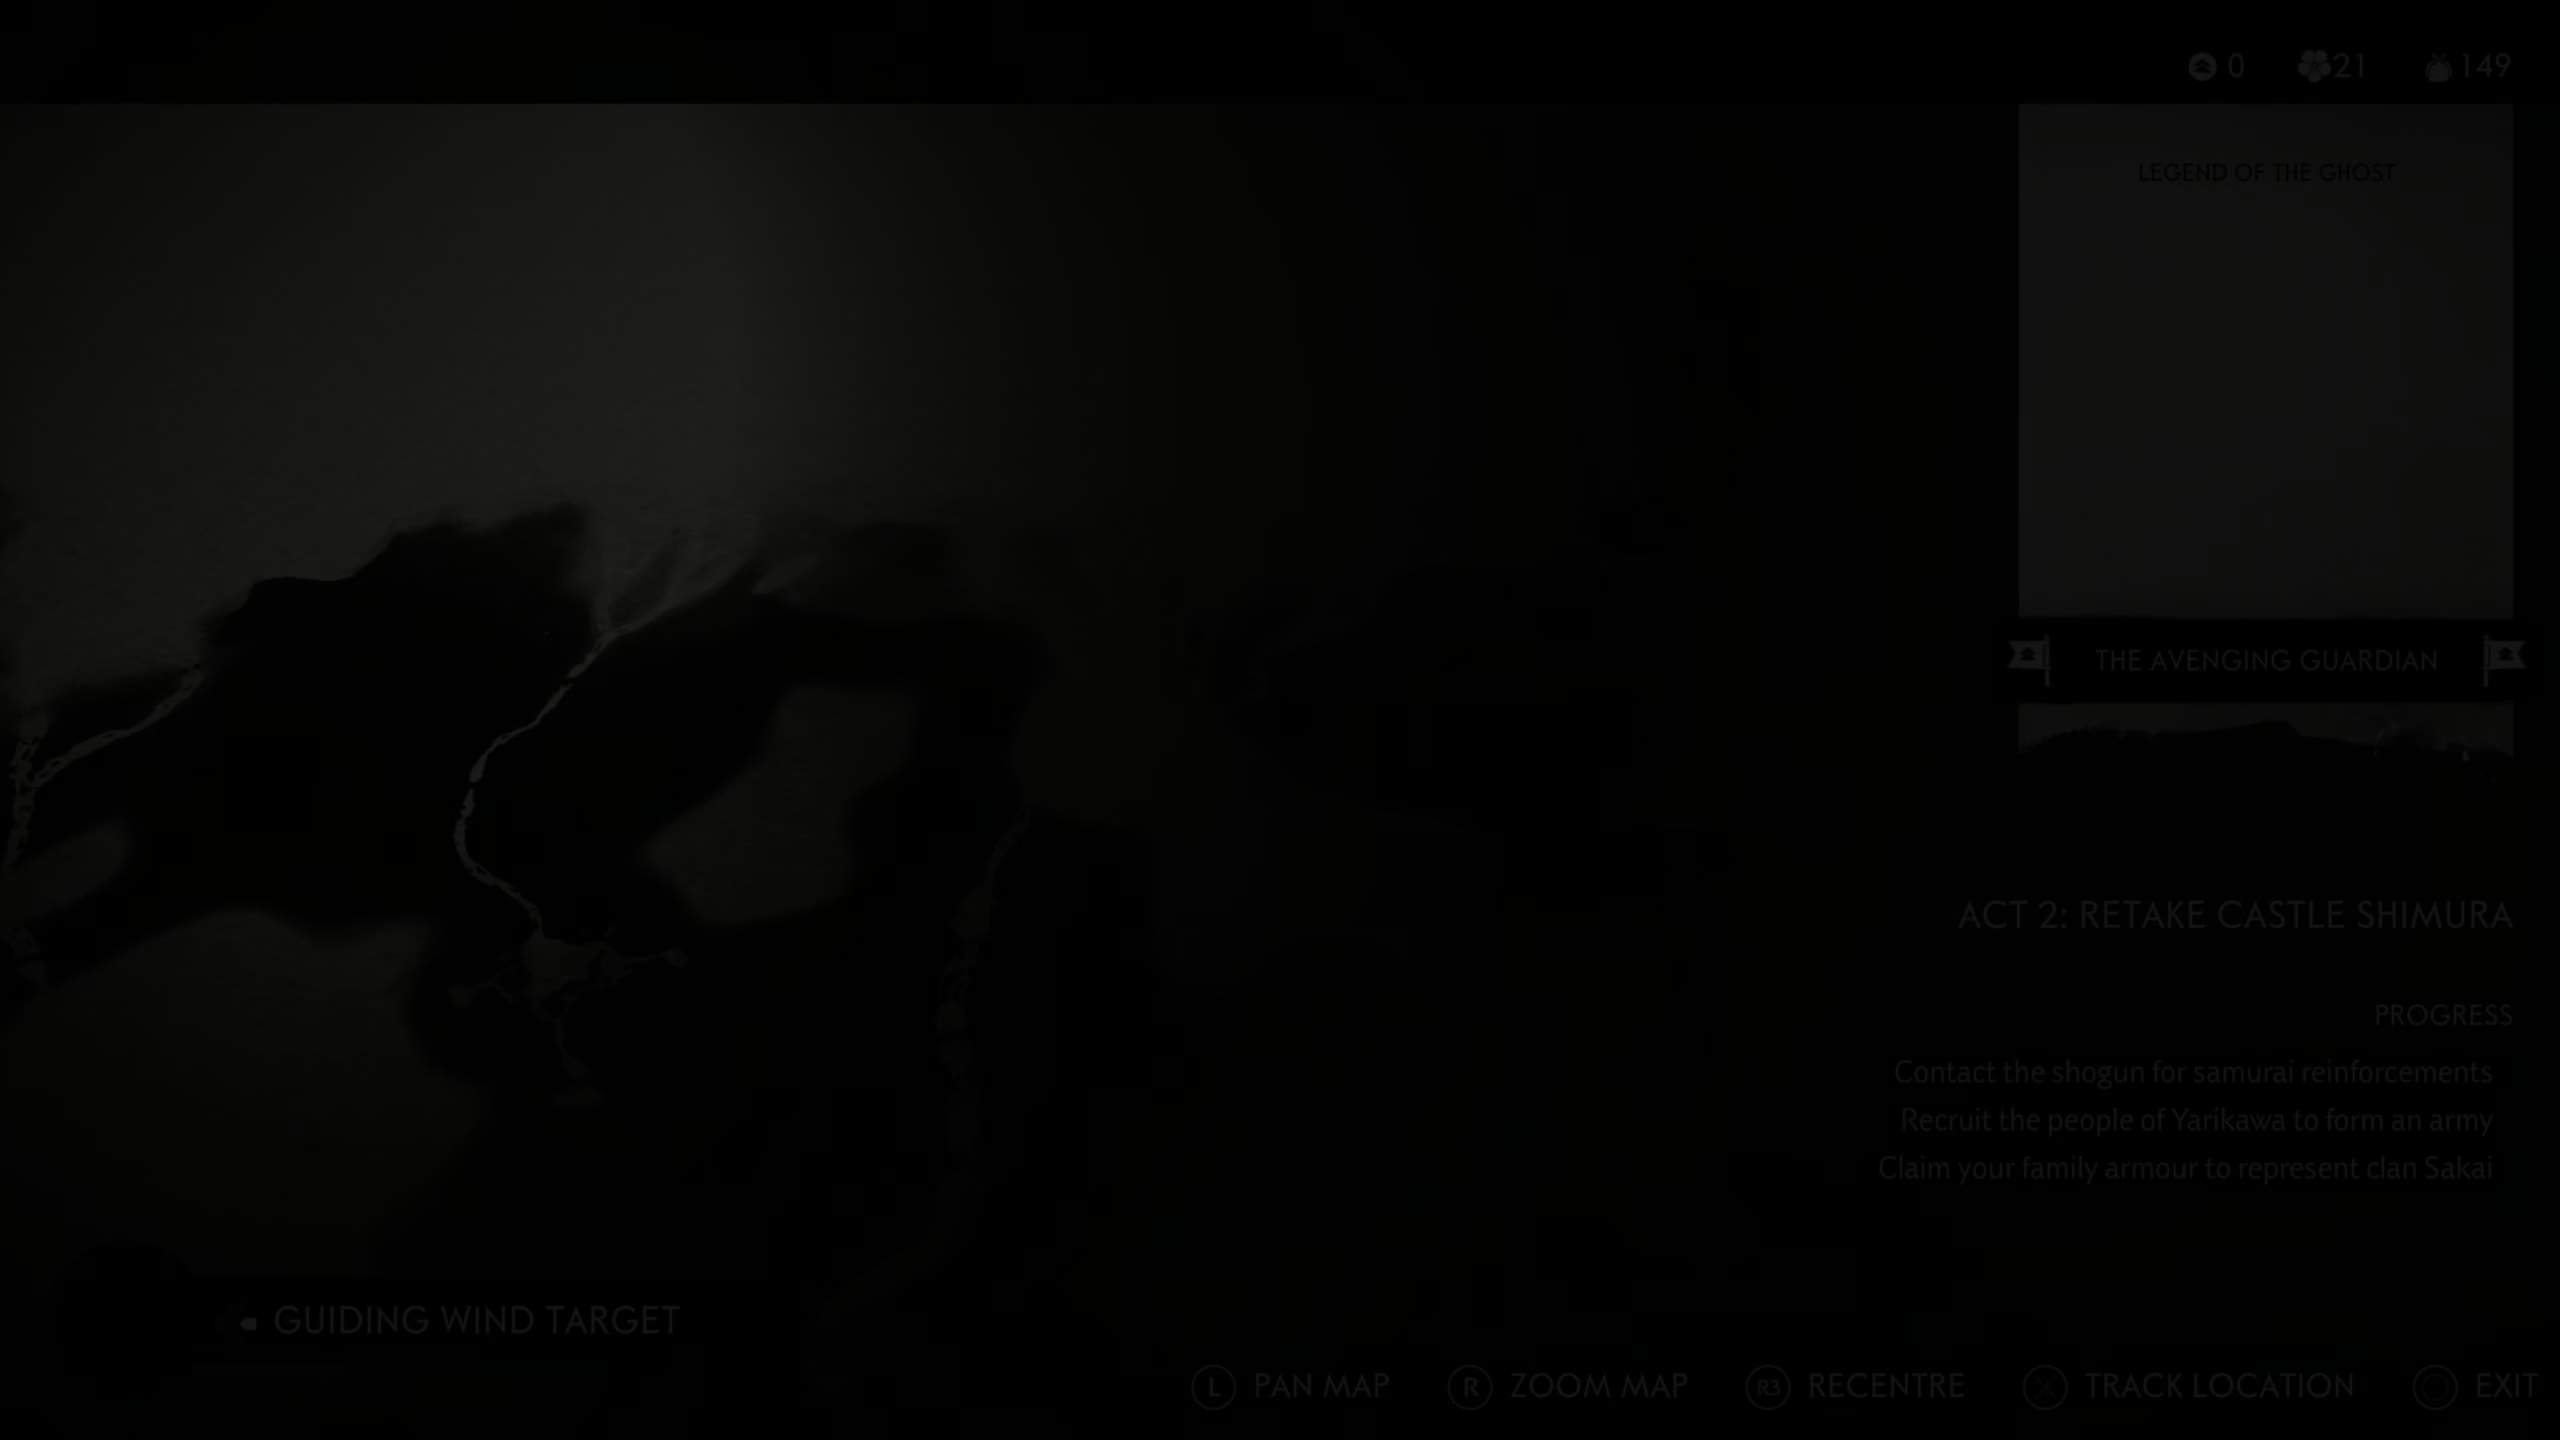 0 21 149
LEGEND OF THE GHOST
THE AVENGING GUARDIAN
ACT 2: RETAKE CASTLE SHIMURA
PROGRESS
Contact the shogun for samurai reinforcements
Recruit the people of Yarikawa to form an army
Claim your family armour to represent clan Sakai
GUIDING WIND TARGET
L PAN MAP R ZOOM MAP R3 RECENTRE TRACK LOCATION EXIT